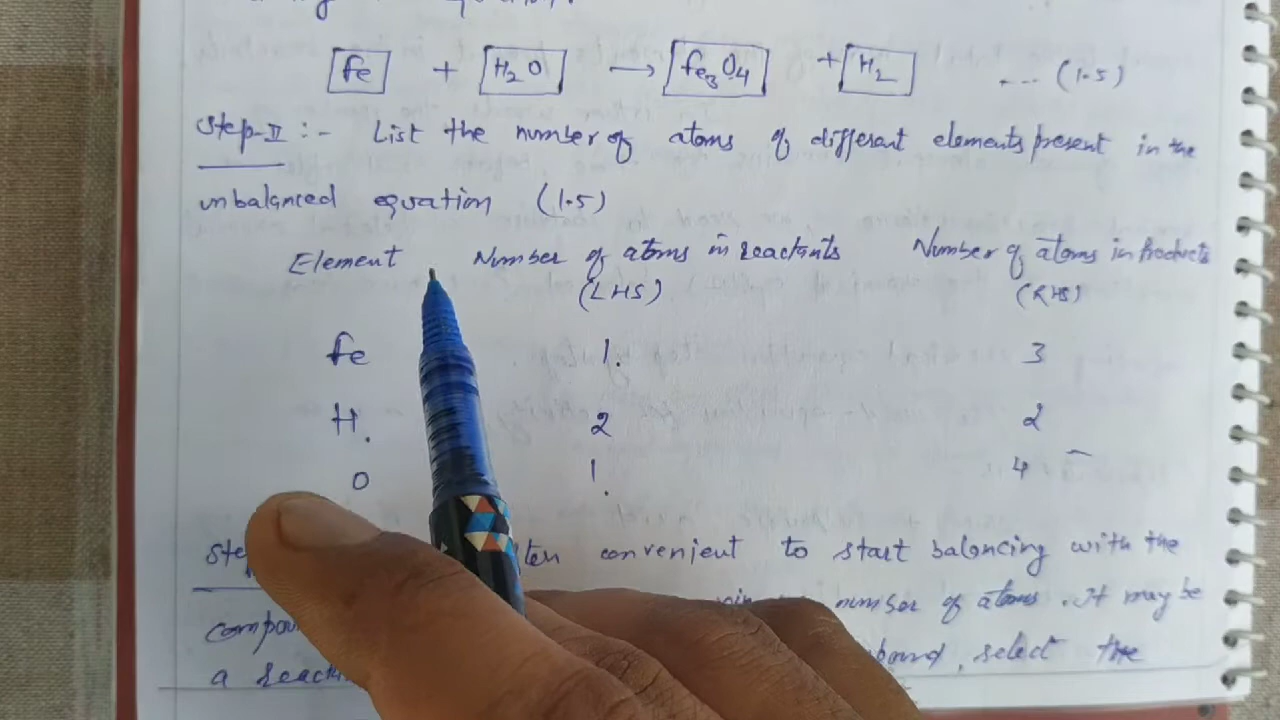 Fe + H₂O → Fe₃O₄ + H₂ .... (1.5)
Step-II :- List the number of atoms of different elements present in the
unbalanced equation (1.5)
Element Number of atoms in reactants Number of atoms in Products
(LHS) (RHS)
Fe 1. 3
H. 2 2
O 1. 4
convenient to start balancing with the
number of atoms. It may be
a select the